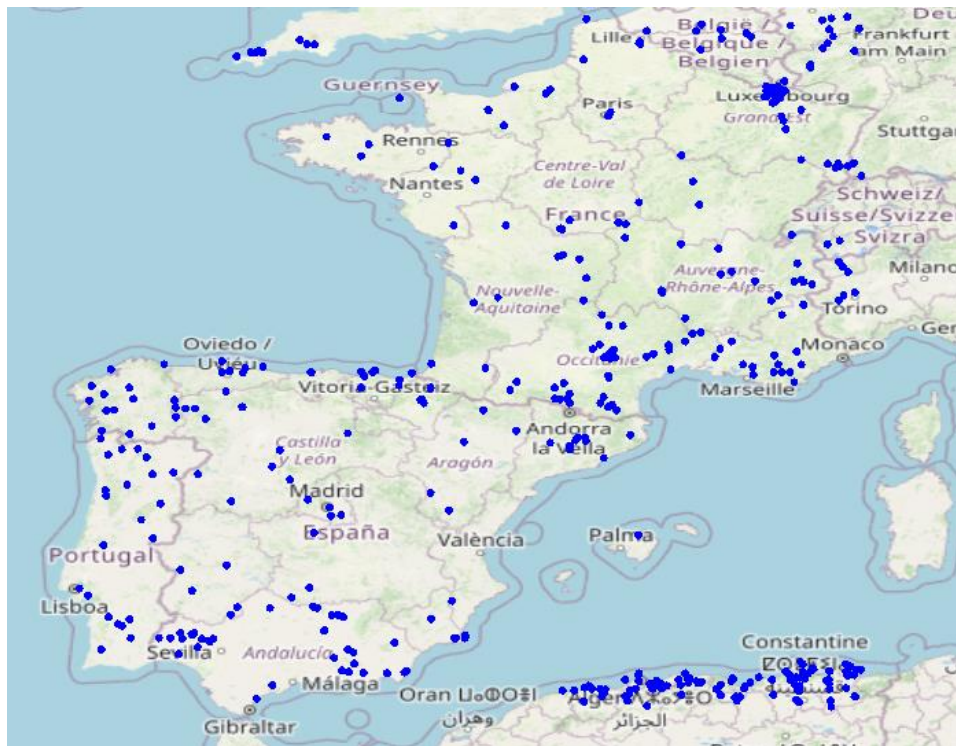 België /
Belgique /
Belgien
Deu
Frankfurt
am Main
Lille
Guernsey
Paris
Grand Est
Stuttga
Rennes
Centre-Val
de Loire
Nantes
France
Schweiz/
Suisse/Svizze
Svizra
Auvergne-
Rhône-Alpes
Milano
Nouvelle-
Aquitaine
Torino
Oviedo /
Uviéu
Monaco
Occitanie
Vitoria-Gasteiz
Marseille
Andorra
la Vella
Castilla
y León
Aragón
Madrid
España
València
Palma
Portugal
Lisboa
Sevilla
Andalucía
Málaga
Gibraltar
Constantine
Oran
وهران
الجزائر